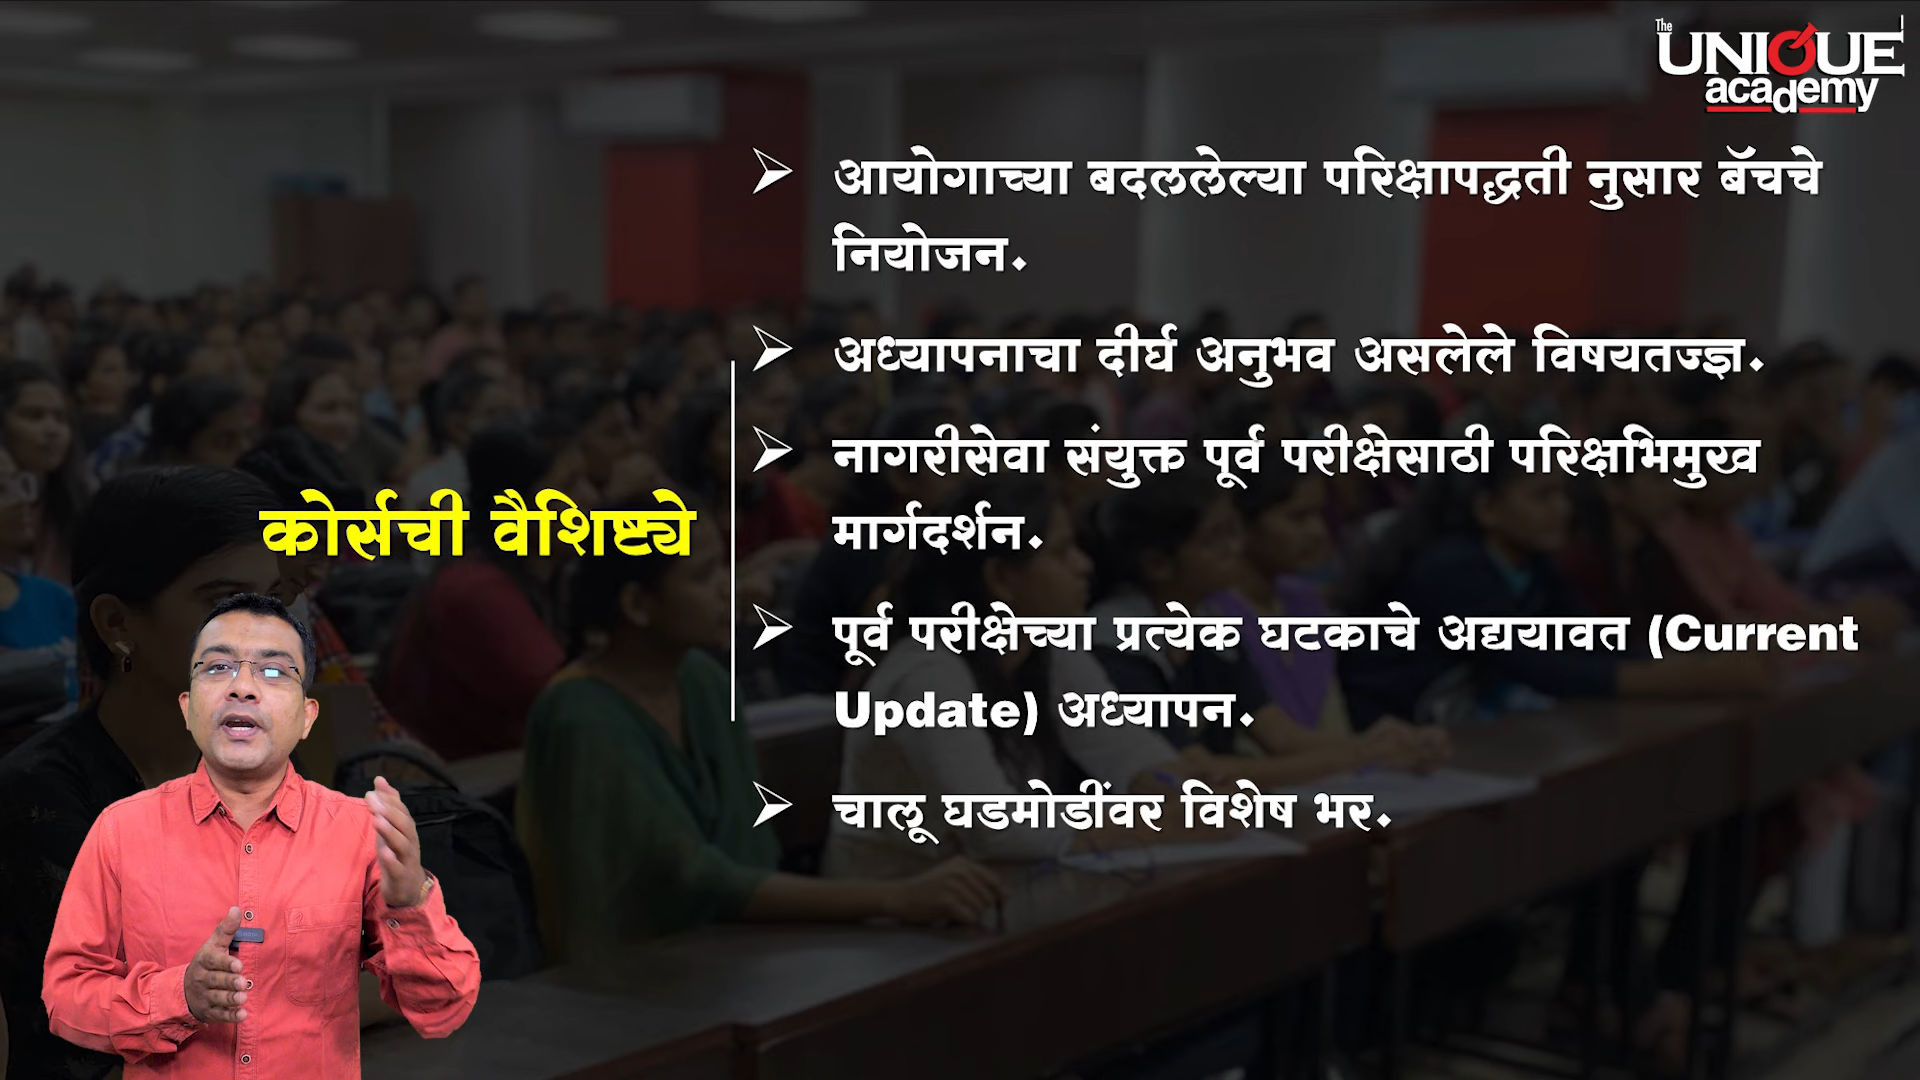 The
UNIQUE
academy
आयोगाच्या बदललेल्या परिक्षापद्धती नुसार बॅचचे
नियोजन.
अध्यापनाचा दीर्घ अनुभव असलेले विषयतज्ज्ञ.
नागरीसेवा संयुक्त पूर्व परीक्षेसाठी परिक्षभिमुख
मार्गदर्शन.
कोर्सची वैशिष्ट्ये
पूर्व परीक्षेच्या प्रत्येक घटकाचे अद्ययावत (Current
Update) अध्यापन.
चालू घडमोडींवर विशेष भर.